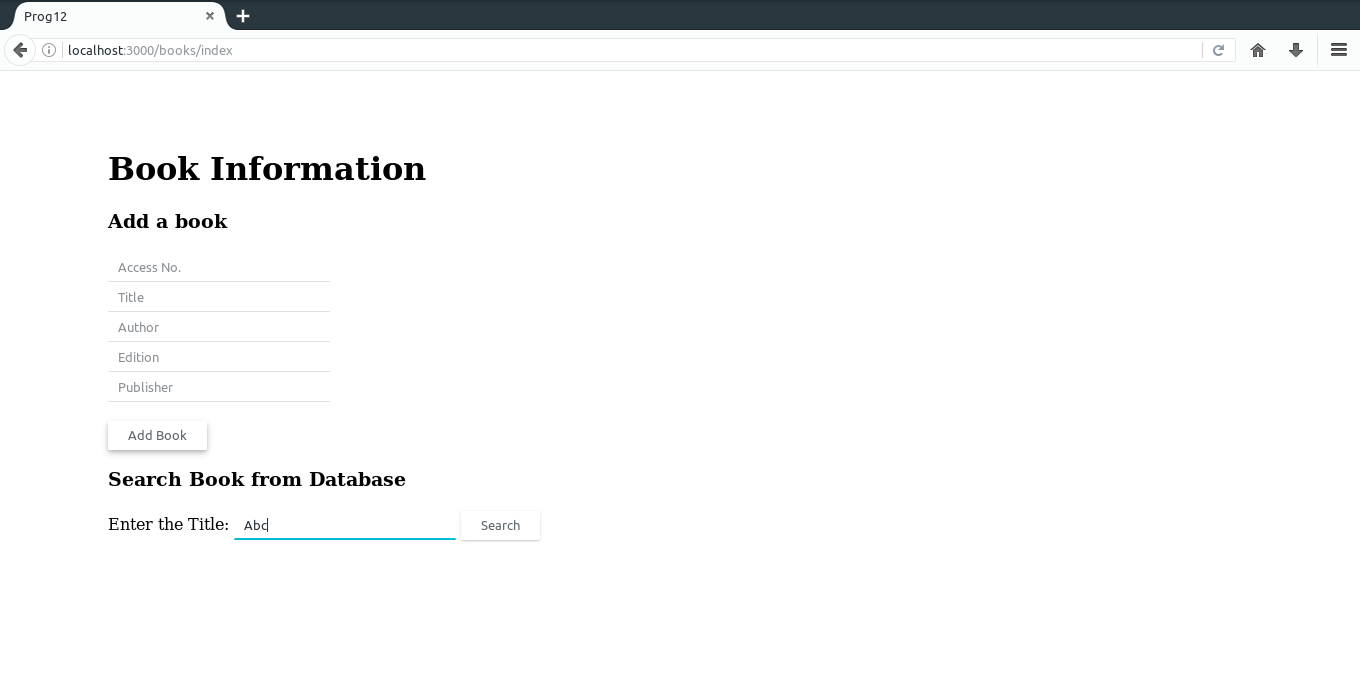 Prog12
localhost:3000/books/index
Book Information
Add a book
Access No.
Title
Author
Edition
Publisher
Add Book
Search Book from Database
Enter the Title: Abc Search